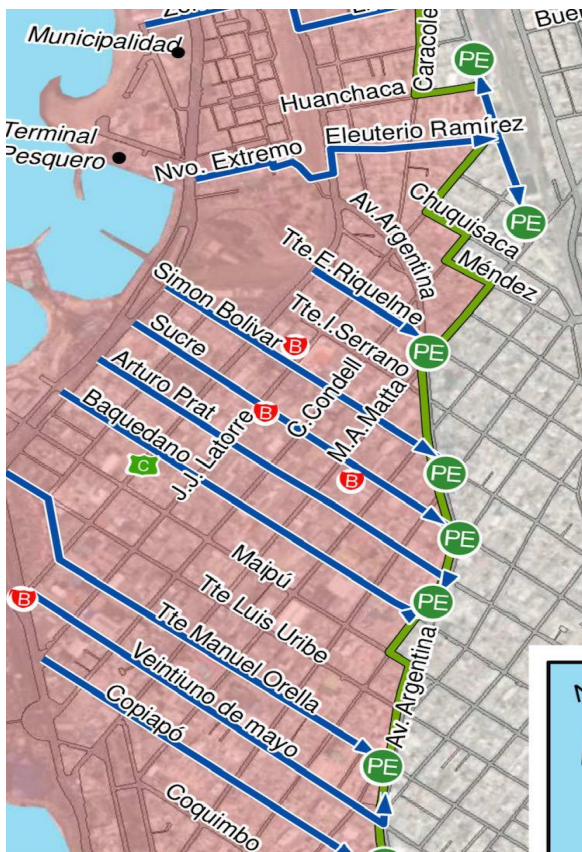 Municipalidad
Caracole
PE
Huanchaca
Terminal
Pesquero
Eleuterio Ramírez
Nvo. Extremo
Chuquisaca
PE
Av.Argentina
Méndez
Tte.E.Riquelme
Simon Bolivar
Tte.I.Serrano
B
PE
Sucre
Arturo Prat
C.Condell
M.A.Matta
B
Baquedano
J.J. Latorre
C
B
PE
PE
Maipú
Tte Luis Uribe
B
PE
Tte Manuel Orella
Av. Argentina
Veintiuno de mayo
Copiapó
PE
Coquimbo